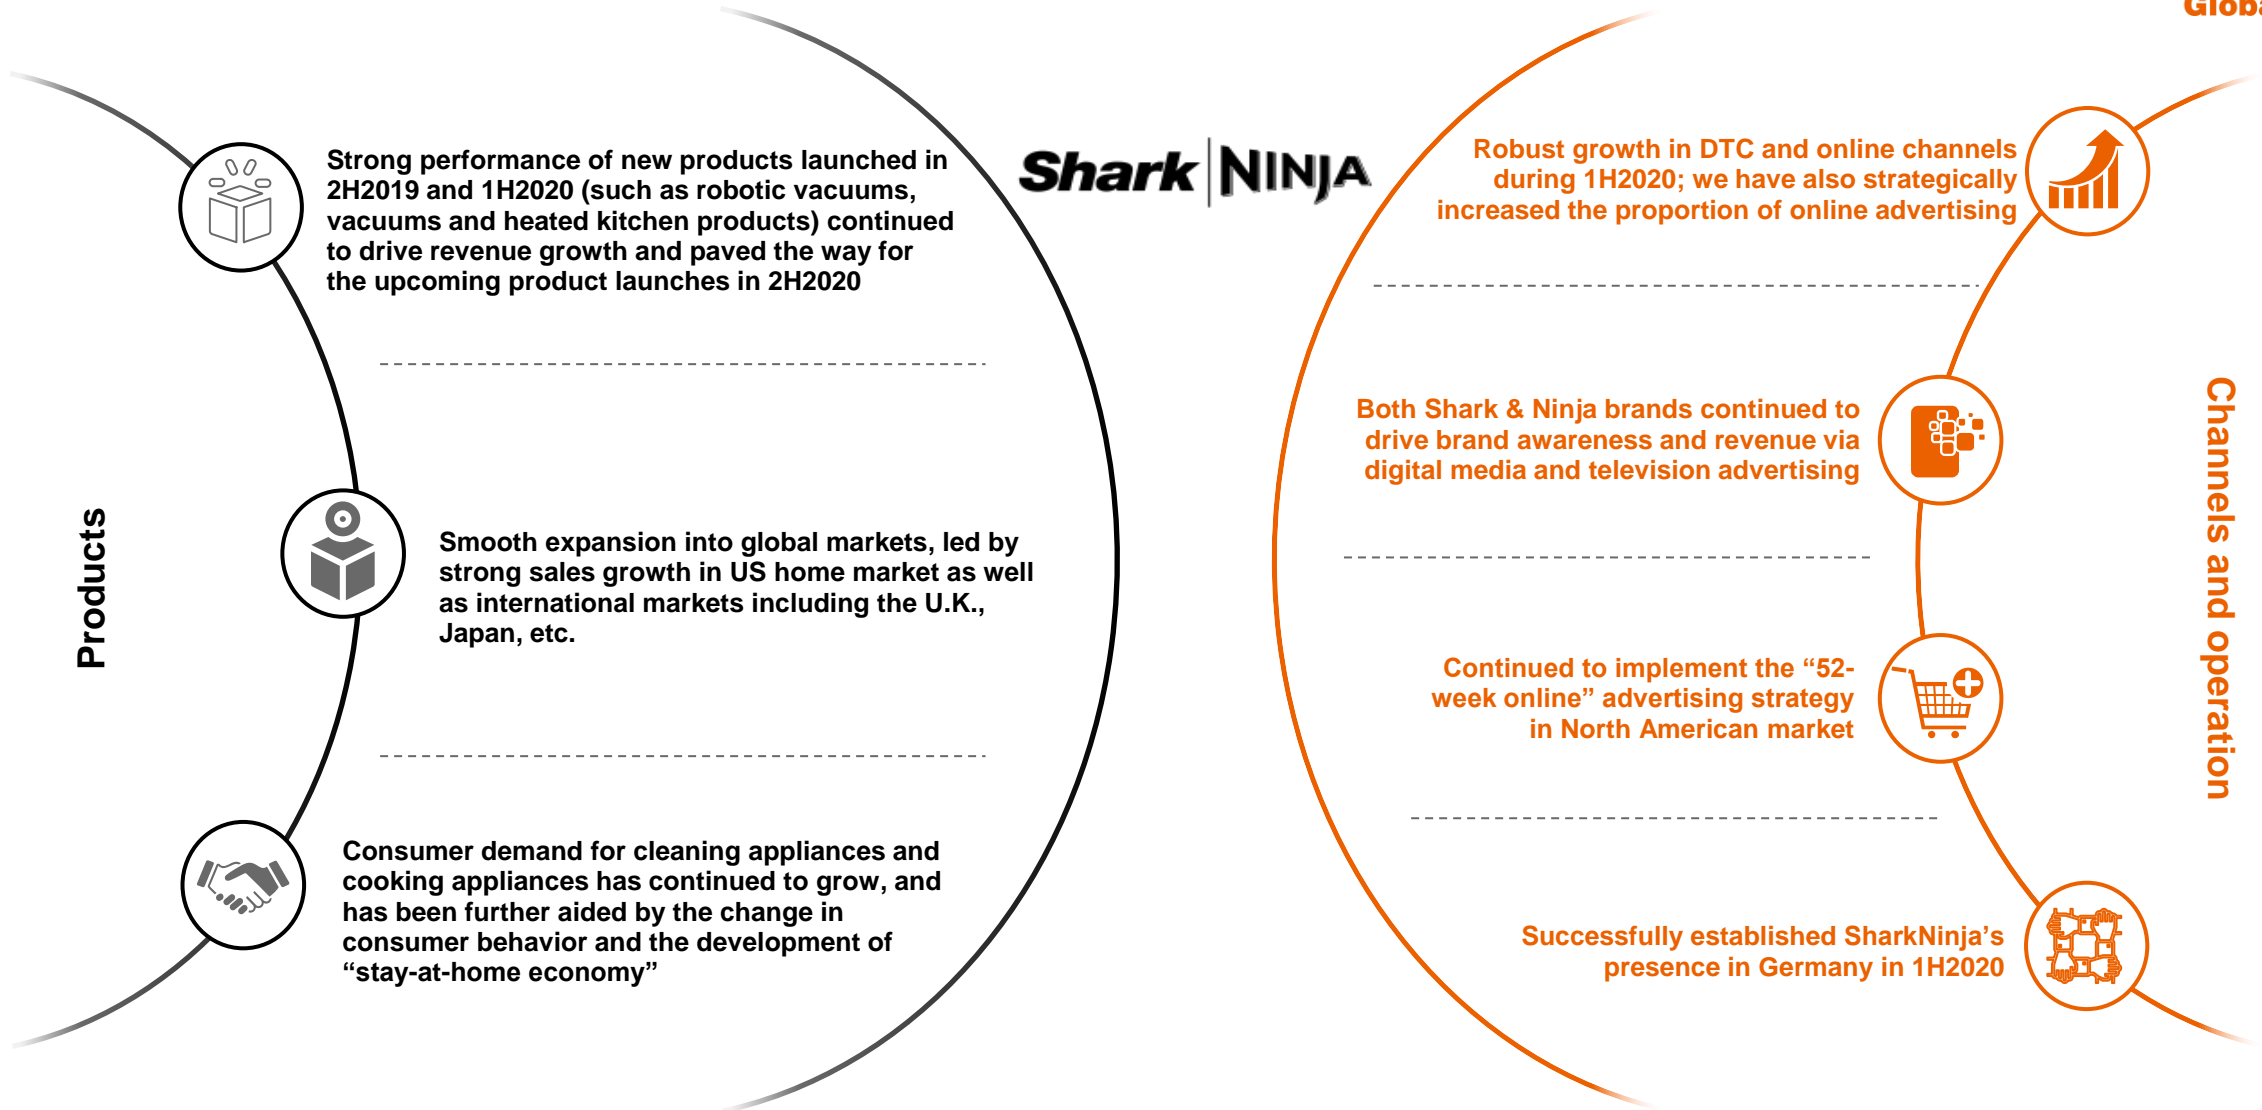 Products
Strong performance of new products launched in
2H2019 and 1H2020 (such as robotic vacuums,
vacuums and heated kitchen products) continued
to drive revenue growth and paved the way for
the upcoming product launches in 2H2020
Smooth expansion into global markets, led by
strong sales growth in US home market as well
as international markets including the U.K.,
Japan, etc.
Consumer demand for cleaning appliances and
cooking appliances has continued to grow, and
has been further aided by the change in
consumer behavior and the development of
“stay-at-home economy”
Shark | NINJA
Robust growth in DTC and online channels
during 1H2020; we have also strategically
increased the proportion of online advertising
Both Shark & Ninja brands continued to
drive brand awareness and revenue via
digital media and television advertising
Continued to implement the “52-
week online” advertising strategy
in North American market
Successfully established SharkNinja’s
presence in Germany in 1H2020
Channels and operation